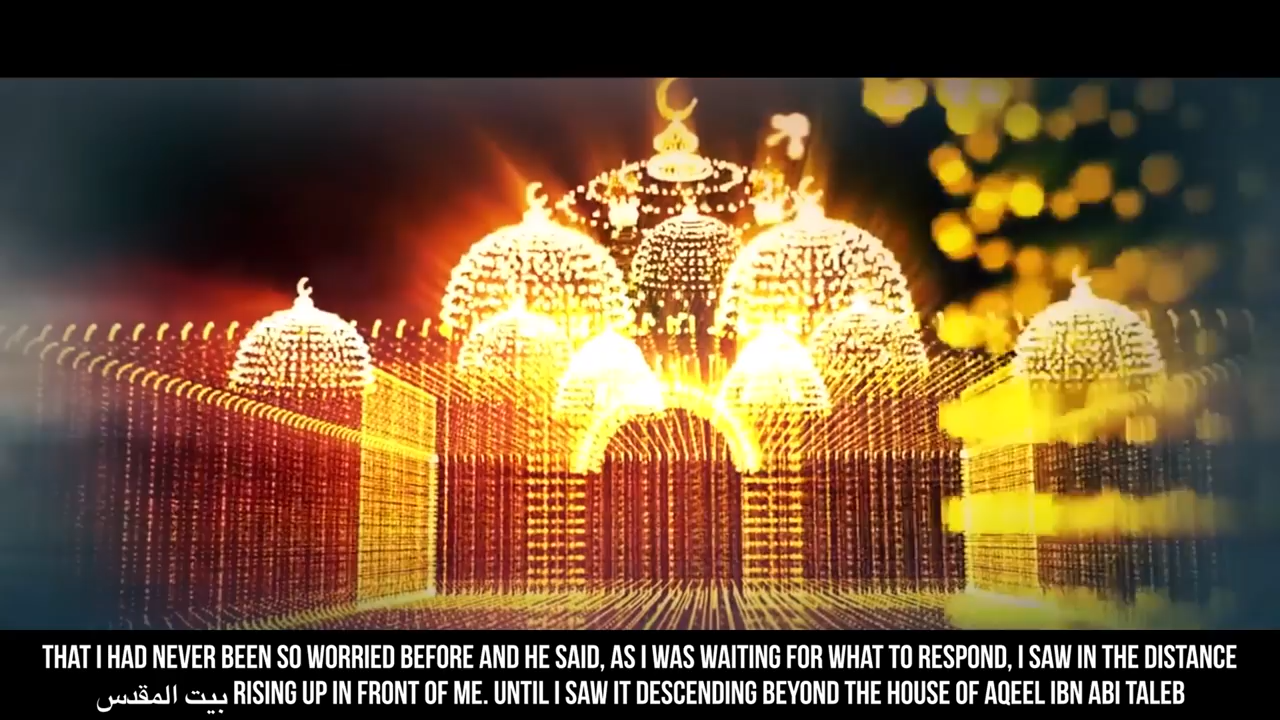 THAT I HAD NEVER BEEN SO WORRIED BEFORE AND HE SAID, AS I WAS WAITING FOR WHAT TO RESPOND, I SAW IN THE DISTANCE
بيت المقدس RISING UP IN FRONT OF ME. UNTIL I SAW IT DESCENDING BEYOND THE HOUSE OF AQEEL IBN ABI TALEB